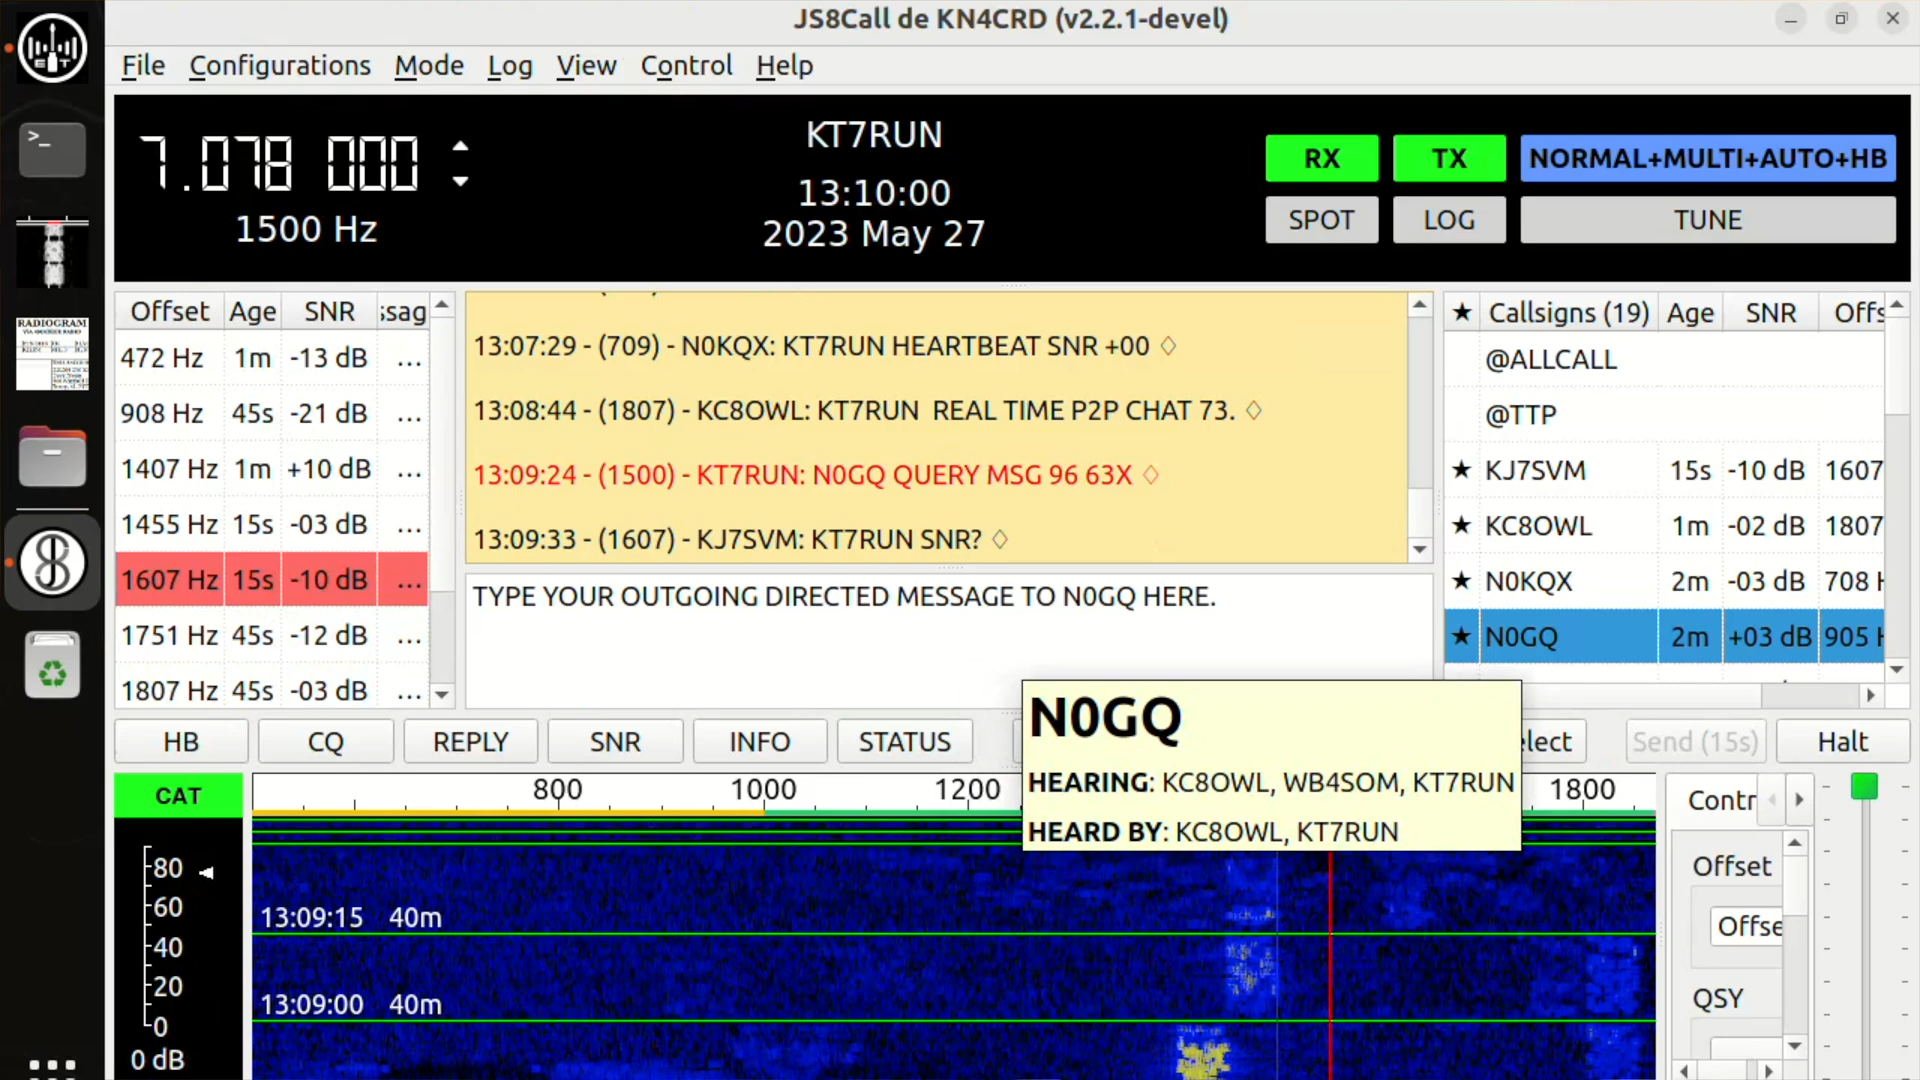 JS8Call de KN4CRD (v2.2.1-devel)
File Configurations Mode Log View Control Help
7.078 000
1500 Hz
KT7RUN
13:10:00
2023 May 27
RX TX NORMAL+MULTI+AUTO+HB
SPOT LOG TUNE
RADIOGRAM
Offset Age SNR ssag
472 Hz 1m -13 dB ...
908 Hz 45s -21 dB ...
1407 Hz 1m +10 dB ...
1455 Hz 15s -03 dB ...
1607 Hz 15s -10 dB ...
1751 Hz 45s -12 dB ...
1807 Hz 45s -03 dB ...
13:07:29 - (709) - N0KQX: KT7RUN HEARTBEAT SNR +00 ♢
13:08:44 - (1807) - KC8OWL: KT7RUN  REAL TIME P2P CHAT 73. ♢
13:09:24 - (1500) - KT7RUN: N0GQ QUERY MSG 96 63X ♢
13:09:33 - (1607) - KJ7SVM: KT7RUN SNR? ♢
TYPE YOUR OUTGOING DIRECTED MESSAGE TO N0GQ HERE.
★ Callsigns (19) Age SNR Offs
@ALLCALL
@TTP
★ KJ7SVM 15s -10 dB 1607
★ KC8OWL 1m -02 dB 1807
★ N0KQX 2m -03 dB 708 H
★ N0GQ 2m +03 dB 905 H
N0GQ
HEARING: KC8OWL, WB4SOM, KT7RUN
HEARD BY: KC8OWL, KT7RUN
HB CQ REPLY SNR INFO STATUS elect Send (15s) Halt
CAT
800 1000 1200 1800
80
60
40
20
0
0 dB
13:09:15 40m
13:09:00 40m
Contr
Offset
Offse
QSY